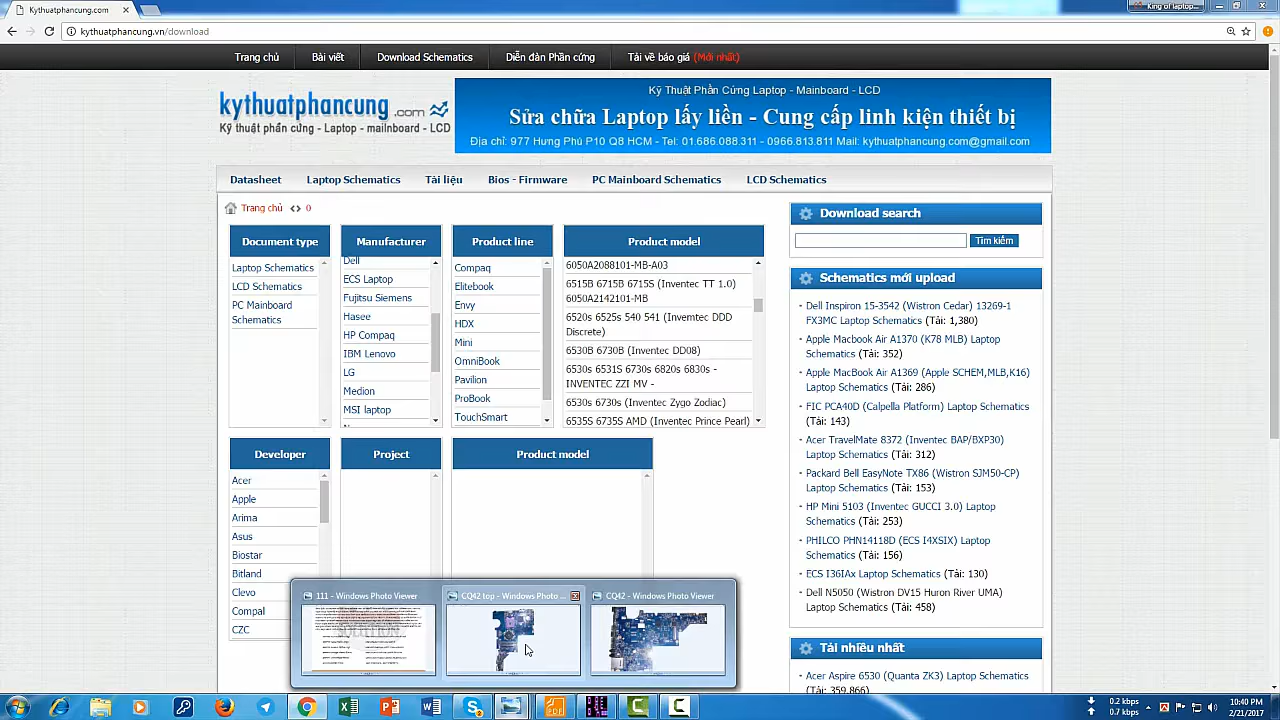 Kythuatphancung.com
King of laptop...
kythuatphancung.vn/download
Trang chủ
Bài viết
Download Schematics
Diễn đàn Phần cứng
Tải về báo giá (Mới nhất)
kythuatphancung.com
Kỹ Thuật phần cứng - Laptop - mailnboard - LCD
Kỹ Thuật Phần Cứng Laptop - Mainboard - LCD
Sửa chữa Laptop lấy liền - Cung cấp linh kiện thiết bị
Địa chỉ: 977 Hưng Phú P10 Q8 HCM - Tel: 01.686.088.311 - 0966.813.811 Mail: kythuatphancung.com@gmail.com
Datasheet
Laptop Schematics
Tài liệu
Bios - Firmware
PC Mainboard Schematics
LCD Schematics
Trang chủ <> 0
Document type
Laptop Schematics
LCD Schematics
PC Mainboard
Schematics
Manufacturer
Dell
ECS Laptop
Fujitsu Siemens
Hasee
HP Compaq
IBM Lenovo
LG
Medion
MSI laptop
Product line
Compaq
Elitebook
Envy
HDX
Mini
OmniBook
Pavilion
ProBook
TouchSmart
Product model
6050A2088101-MB-A03
6515B 6715B 6715S (Inventec TT 1.0)
6050A2142101-MB
6520s 6525s 540 541 (Invemtec DDD
Discrete)
6530B 6730B (Inventec DD08)
6530s 6531S 6730s 6820s 6830s -
INVENTEC ZZI MV -
6530s 6730s (Inventec Zygo Zodiac)
6535S 6735S AMD (Inventec Prince Pearl)
Developer
Acer
Apple
Arima
Asus
Biostar
Bitland
Clevo
Compal
CZC
Project
Product model
Download search
Tìm kiếm
Schematics mới upload
- Dell Inspiron 15-3542 (Wistron Cedar) 13269-1
FX3MC Laptop Schematics (Tải: 1,380)
- Apple Macbook Air A1370 (K78 MLB) Laptop
Schematics (Tải: 352)
- Apple MacBook Air A1369 (Apple SCHEM,MLB,K16)
Laptop Schematics (Tải: 286)
- FIC PCA40D (Calpella Platform) Laptop Schematics
(Tải: 143)
- Acer TravelMate 8372 (Inventec BAP/BXP30)
Laptop Schematics (Tải: 312)
- Packard Bell EasyNote TX86 (Wistron SJM50-CP)
Laptop Schematics (Tải: 153)
- HP Mini 5103 (Inventec GUCCI 3.0) Laptop
Schematics (Tải: 253)
- PHILCO PHN14118D (ECS I4XSIX) Laptop
Schematics (Tải: 156)
- ECS I36IAx Laptop Schematics (Tải: 130)
- Dell N5050 (Wistron DV15 Huron River UMA)
Laptop Schematics (Tải: 458)
Tải nhiều nhất
- Acer Aspire 6530 (Quanta ZK3) Laptop Schematics
(Tải: 359,866)
111 - Windows Photo Viewer
CQ42 top - Windows Photo ...
CQ42 - Windows Photo Viewer
0.2 kbps
0.7 kbps
10:40 PM
2/21/2017